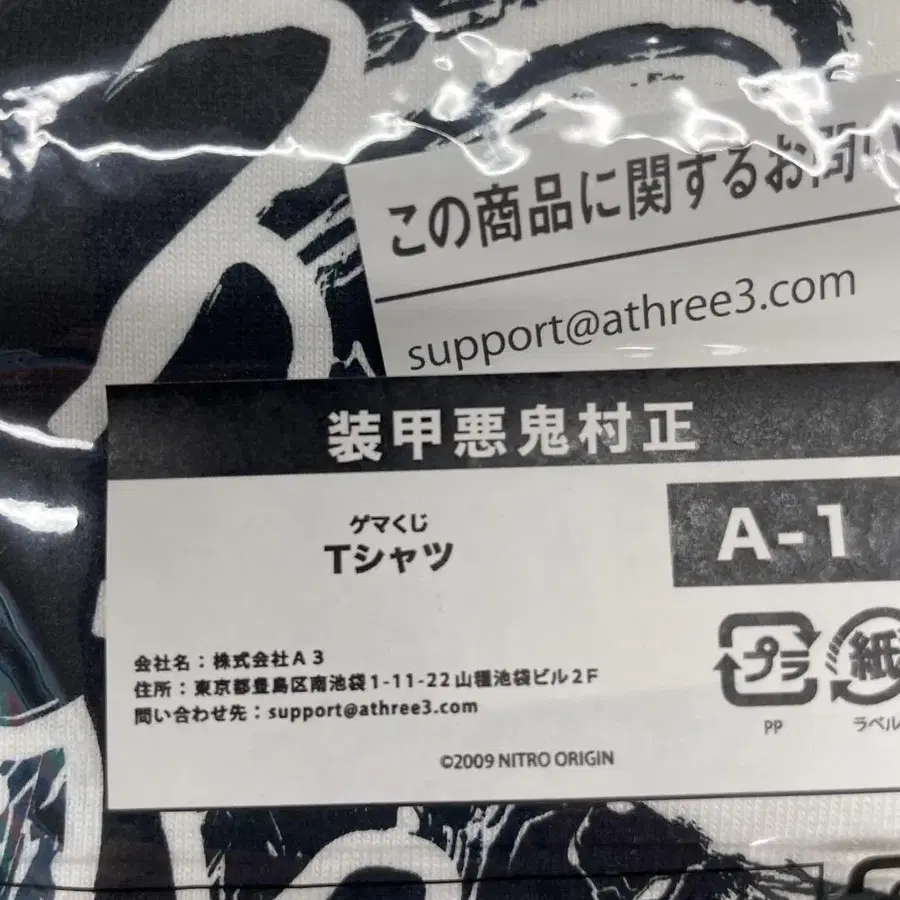 この商品に関するお問い
support@athree3.com
装甲悪鬼村正
ゲマくじ
Tシャツ
A-1
会社名：株式会社A3
住所：東京都豊島区南池袋1-11-22山種池袋ビル2F
問い合わせ先：support@athree3.com
プラ
紙
PP
ラベル
©2009 NITRO ORIGIN